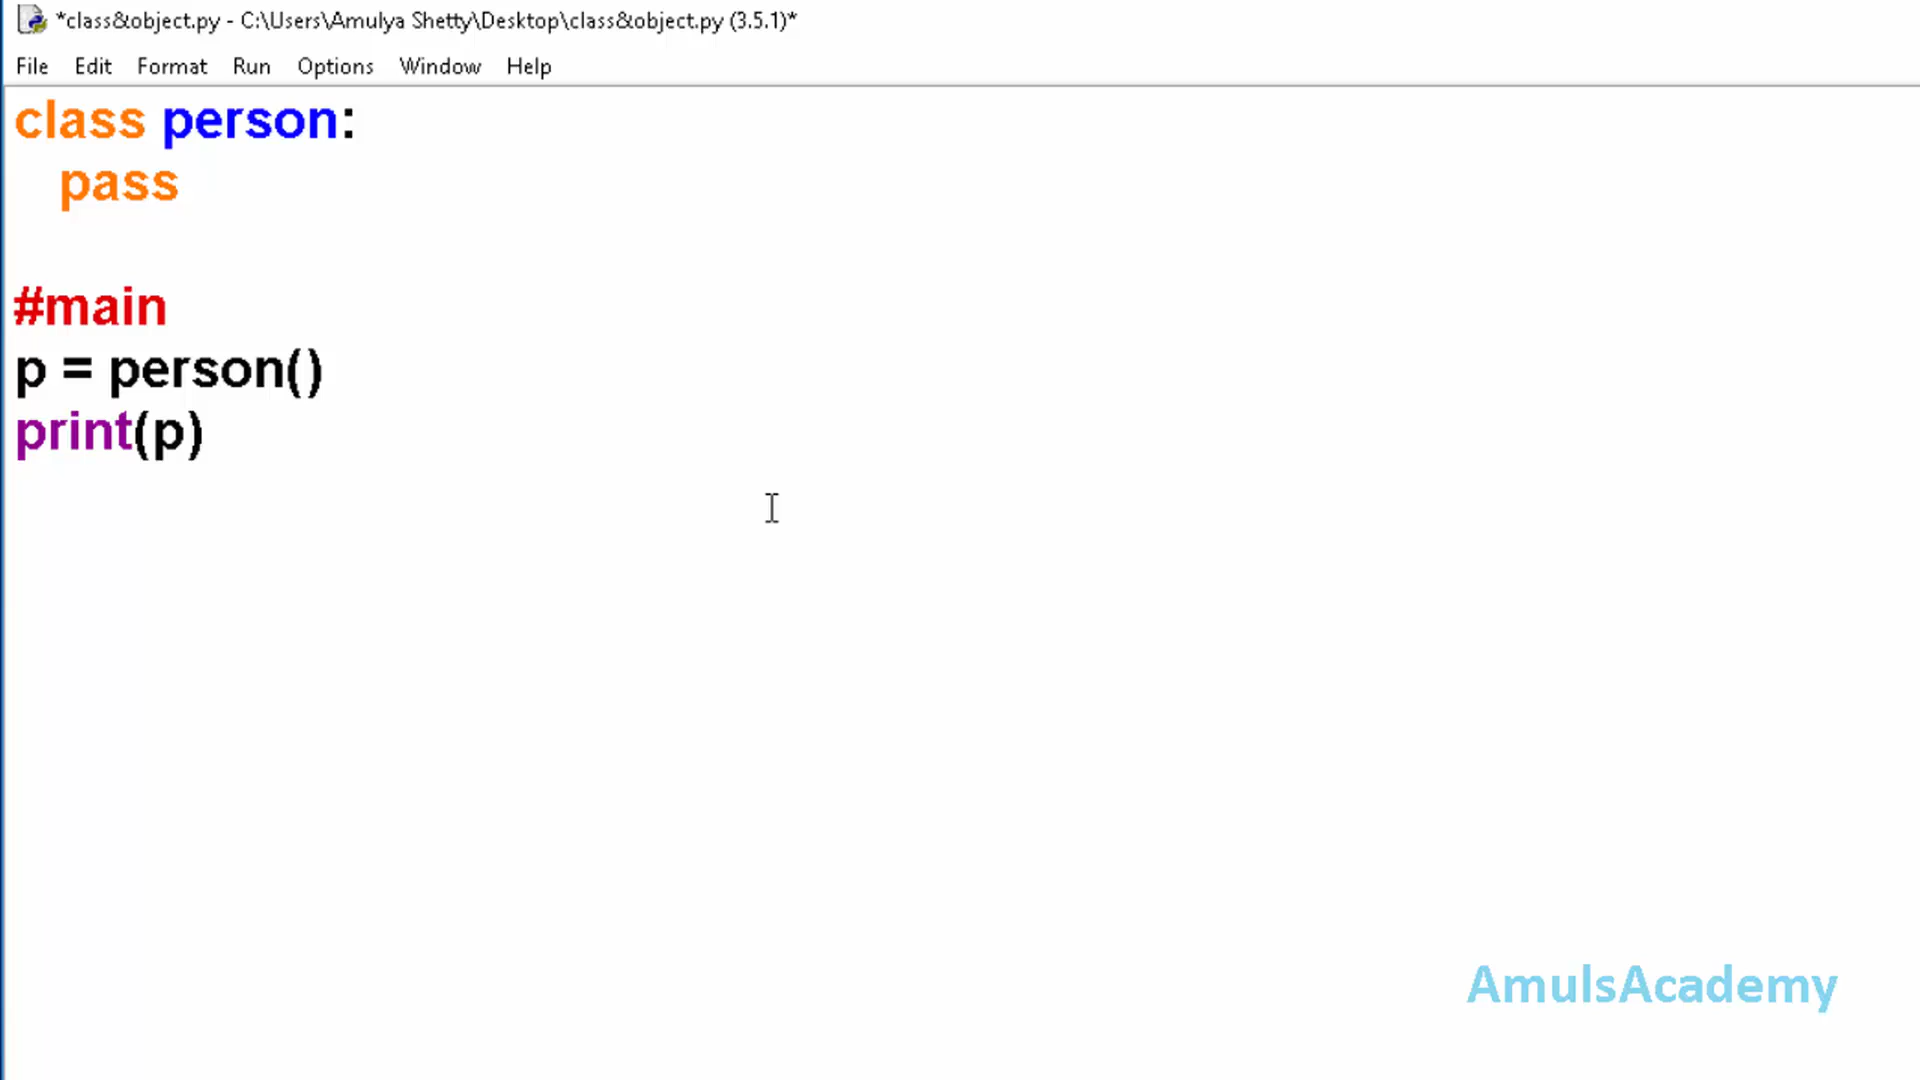 *class&object.py - C:\Users\Amulya Shetty\Desktop\class&object.py (3.5.1)*
File Edit Format Run Options Window Help
class person:
    pass
#main
p = person()
print(p)
AmulsAcademy